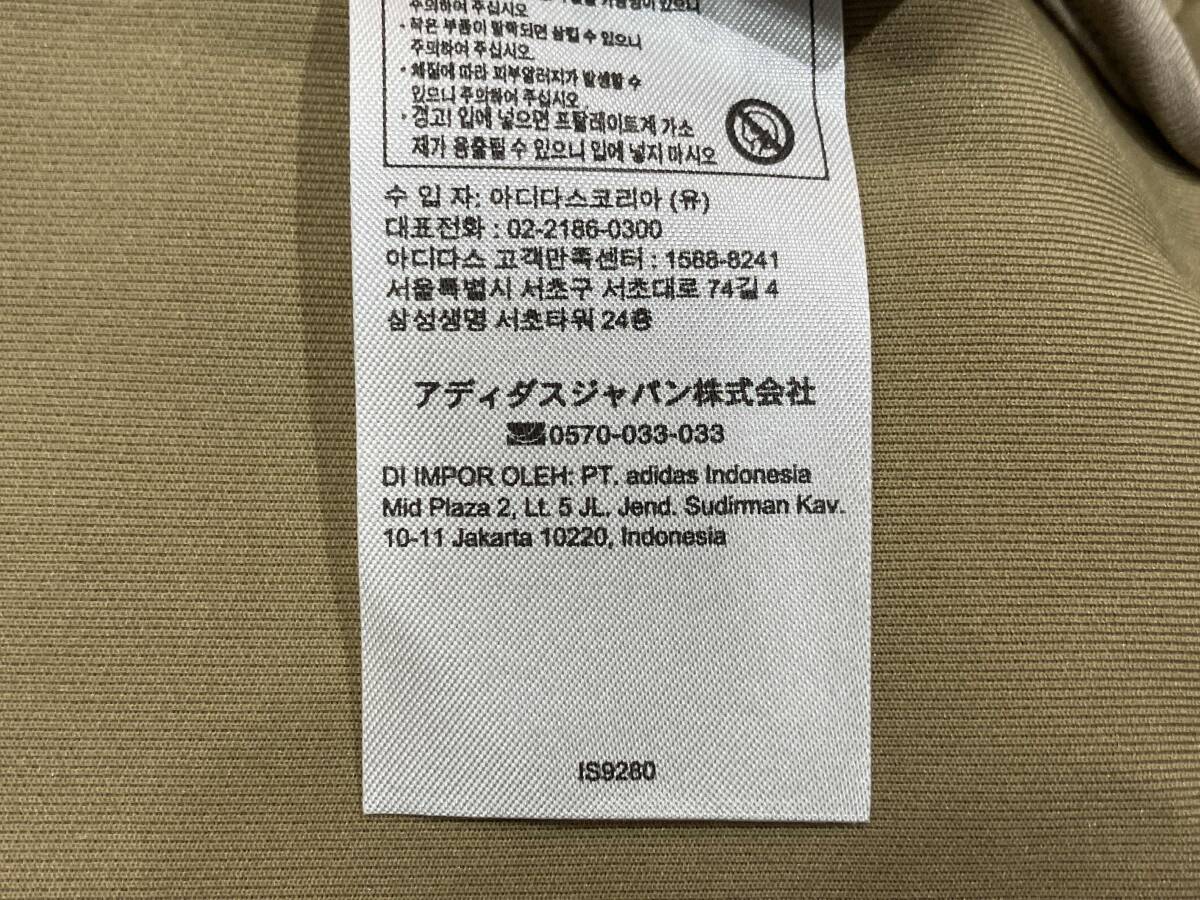 주의하여 주십시오
· 작은 부품이 탈락되면 삼킬 수 있으니
주의하여 주십시오.
· 체질에 따라 피부알러지가 발생할 수
있으니 주의하여 주십시오
· 경고! 입에 넣으면 프탈레이트계 가소
제가 용출될 수 있으니 입에 넣지 마시오
수 입 자: 아디다스코리아 (유)
대표전화 : 02-2186-0300
아디다스 고객만족센터 : 1588-8241
서울특별시 서초구 서초대로 74길 4
삼성생명 서초타워 24층
アディダスジャパン株式会社
0570-033-033
DI IMPOR OLEH: PT. adidas Indonesia
Mid Plaza 2, Lt. 5 JL. Jend. Sudirman Kav.
10-11 Jakarta 10220, Indonesia
IS9280